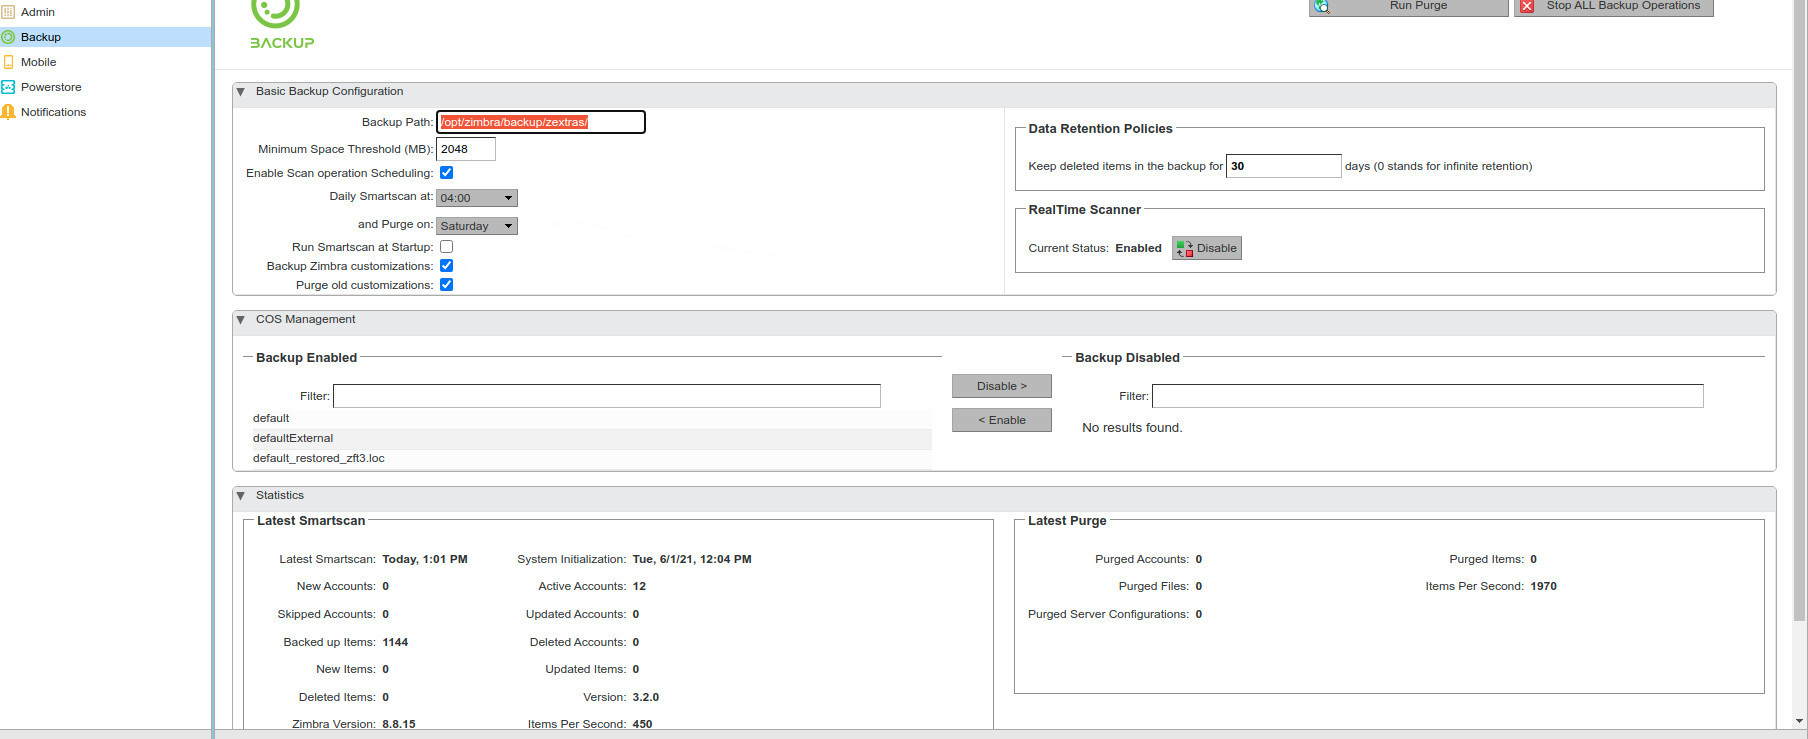 Admin
Backup
Mobile
Powerstore
Notifications
BACKUP
Run Purge
Stop ALL Backup Operations
Basic Backup Configuration
Backup Path: /opt/zimbra/backup/zextras/
Minimum Space Threshold (MB): 2048
Enable Scan operation Scheduling:
Daily Smartscan at: 04:00
and Purge on: Saturday
Run Smartscan at Startup:
Backup Zimbra customizations:
Purge old customizations:
Data Retention Policies
Keep deleted items in the backup for 30 days (0 stands for infinite retention)
RealTime Scanner
Current Status: Enabled Disable
COS Management
Backup Enabled
Filter:
default
defaultExternal
default_restored_zft3.loc
Disable >
< Enable
Backup Disabled
Filter:
No results found.
Statistics
Latest Smartscan
Latest Smartscan: Today, 1:01 PM System Initialization: Tue, 6/1/21, 12:04 PM
New Accounts: 0 Active Accounts: 12
Skipped Accounts: 0 Updated Accounts: 0
Backed up Items: 1144 Deleted Accounts: 0
New Items: 0 Updated Items: 0
Deleted Items: 0 Version: 3.2.0
Zimbra Version: 8.8.15 Items Per Second: 450
Latest Purge
Purged Accounts: 0 Purged Items: 0
Purged Files: 0 Items Per Second: 1970
Purged Server Configurations: 0